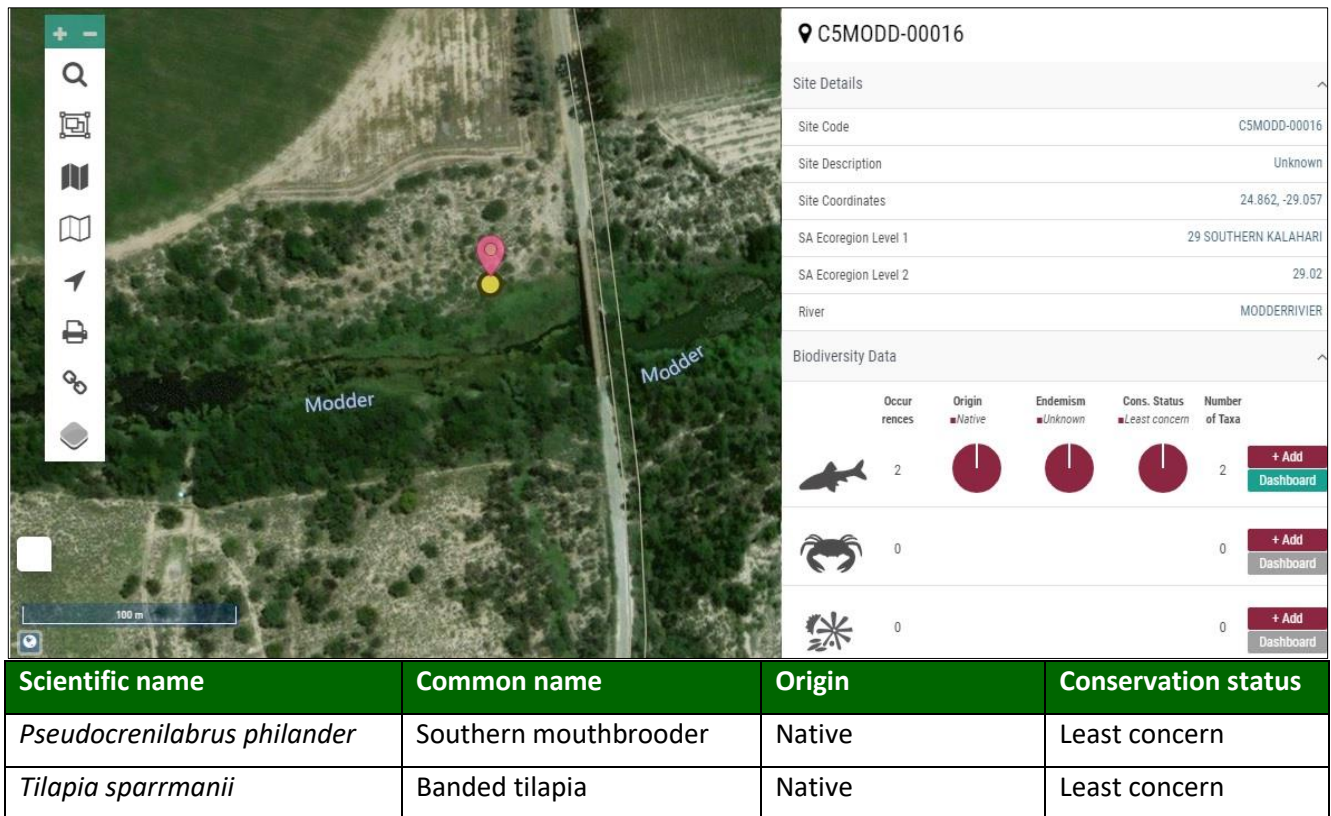 + −
Modder
Modder
100 m
C5MODD-00016
Site Details
Site Code C5MODD-00016
Site Description Unknown
Site Coordinates 24.862, -29.057
SA Ecoregion Level 1 29 SOUTHERN KALAHARI
SA Ecoregion Level 2 29.02
River MODDERRIVIER
Biodiversity Data
Occur Origin Endemism Cons. Status Number
rences Native Unknown Least concern of Taxa
2 2 + Add
Dashboard
0 0 + Add
Dashboard
0 0 + Add
Dashboard
Scientific name Common name Origin Conservation status
Pseudocrenilabrus philander Southern mouthbrooder Native Least concern
Tilapia sparrmanii Banded tilapia Native Least concern